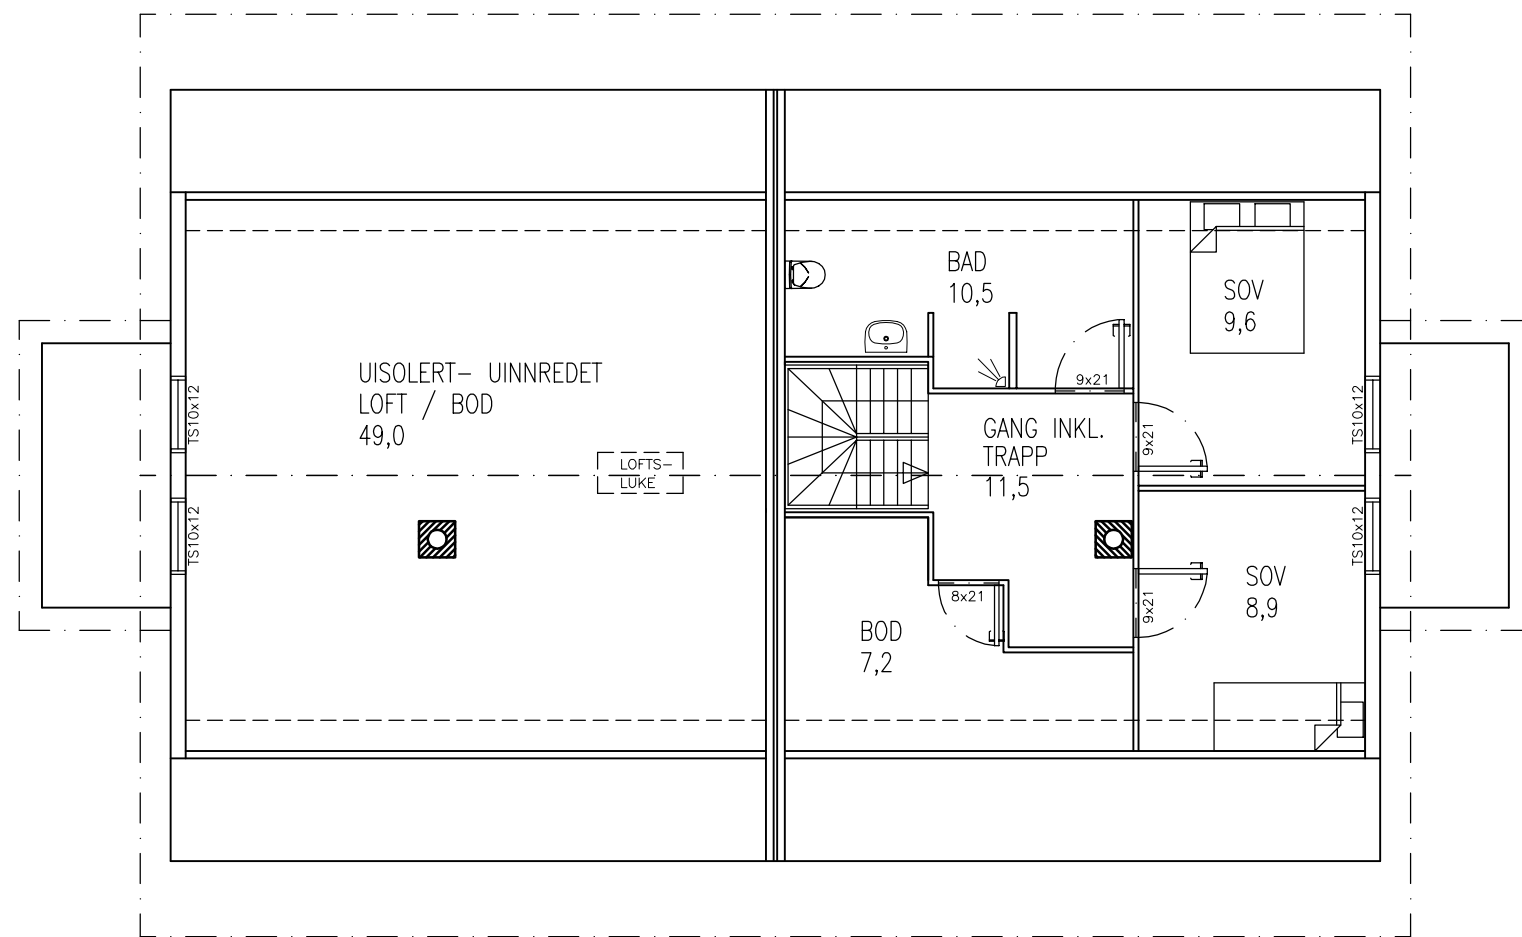 BAD
10,5
SOV
9,6
UISOLERT- UINNREDET
LOFT / BOD
49,0
TS10x12
9x21
TS10x12
GANG INKL.
TRAPP
11,5
9x21
LOFTS-
LUKE
TS10x12
TS10x12
8x21
9x21
SOV
8,9
BOD
7,2